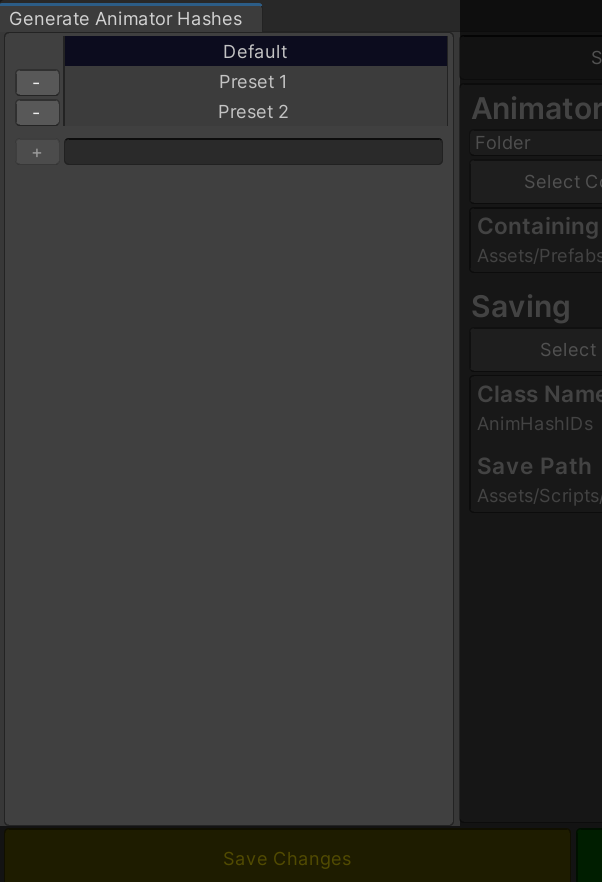 Generate Animator Hashes
Default
- Preset 1
- Preset 2
+
S
Animator
Folder
Select Co
Containing
Assets/Prefabs
Saving
Select
Class Name
AnimHashIDs
Save Path
Assets/Scripts/
Save Changes